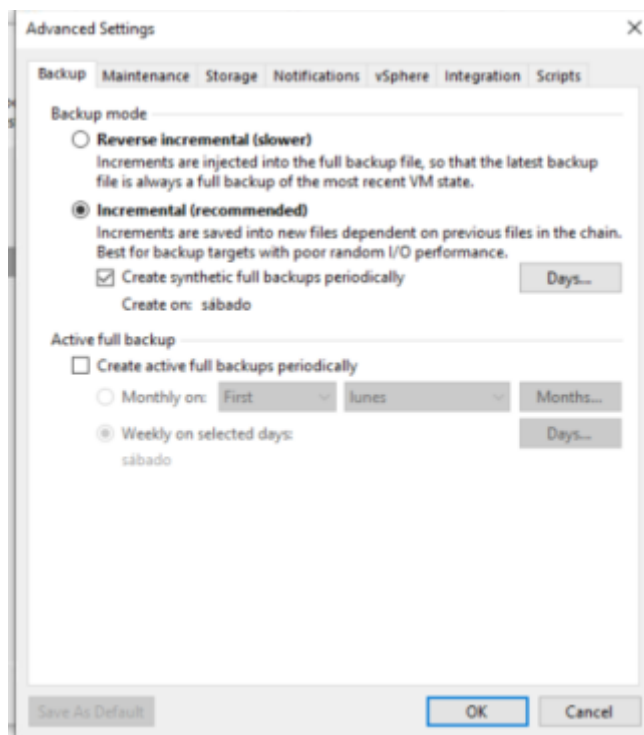 Advanced Settings
Backup Maintenance Storage Notifications vSphere Integration Scripts
Backup mode
Reverse incremental (slower)
Increments are injected into the full backup file, so that the latest backup
file is always a full backup of the most recent VM state.
Incremental (recommended)
Increments are saved into new files dependent on previous files in the chain.
Best for backup targets with poor random I/O performance.
Create synthetic full backups periodically Days...
Create on: sábado
Active full backup
Create active full backups periodically
Monthly on: First lunes Months...
Weekly on selected days: Days...
sábado
Save As Default OK Cancel